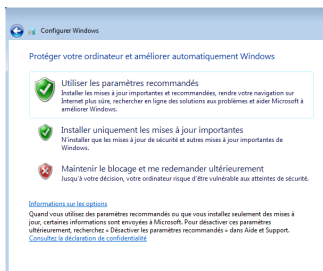 Configurer Windows
Protéger votre ordinateur et améliorer automatiquement Windows
Utiliser les paramètres recommandés
Installer les mises à jour importantes et recommandées, rendre votre navigation sur
Internet plus sûre, rechercher en ligne des solutions aux problèmes et aider Microsoft à
améliorer Windows.
Installer uniquement les mises à jour importantes
N'installer que les mises à jour de sécurité et autres mises à jour importantes de
Windows.
Maintenir le blocage et me redemander ultérieurement
Jusqu'à votre décision, votre ordinateur risque d'être vulnérable aux atteintes de sécurité.
Informations sur les options
Quand vous utilisez des paramètres recommandés ou que vous installez seulement des mises à
jour, certaines informations sont envoyées à Microsoft. Pour désactiver ces paramètres
ultérieurement, recherchez « Désactiver les paramètres recommandés » dans Aide et Support.
Consultez la déclaration de confidentialité